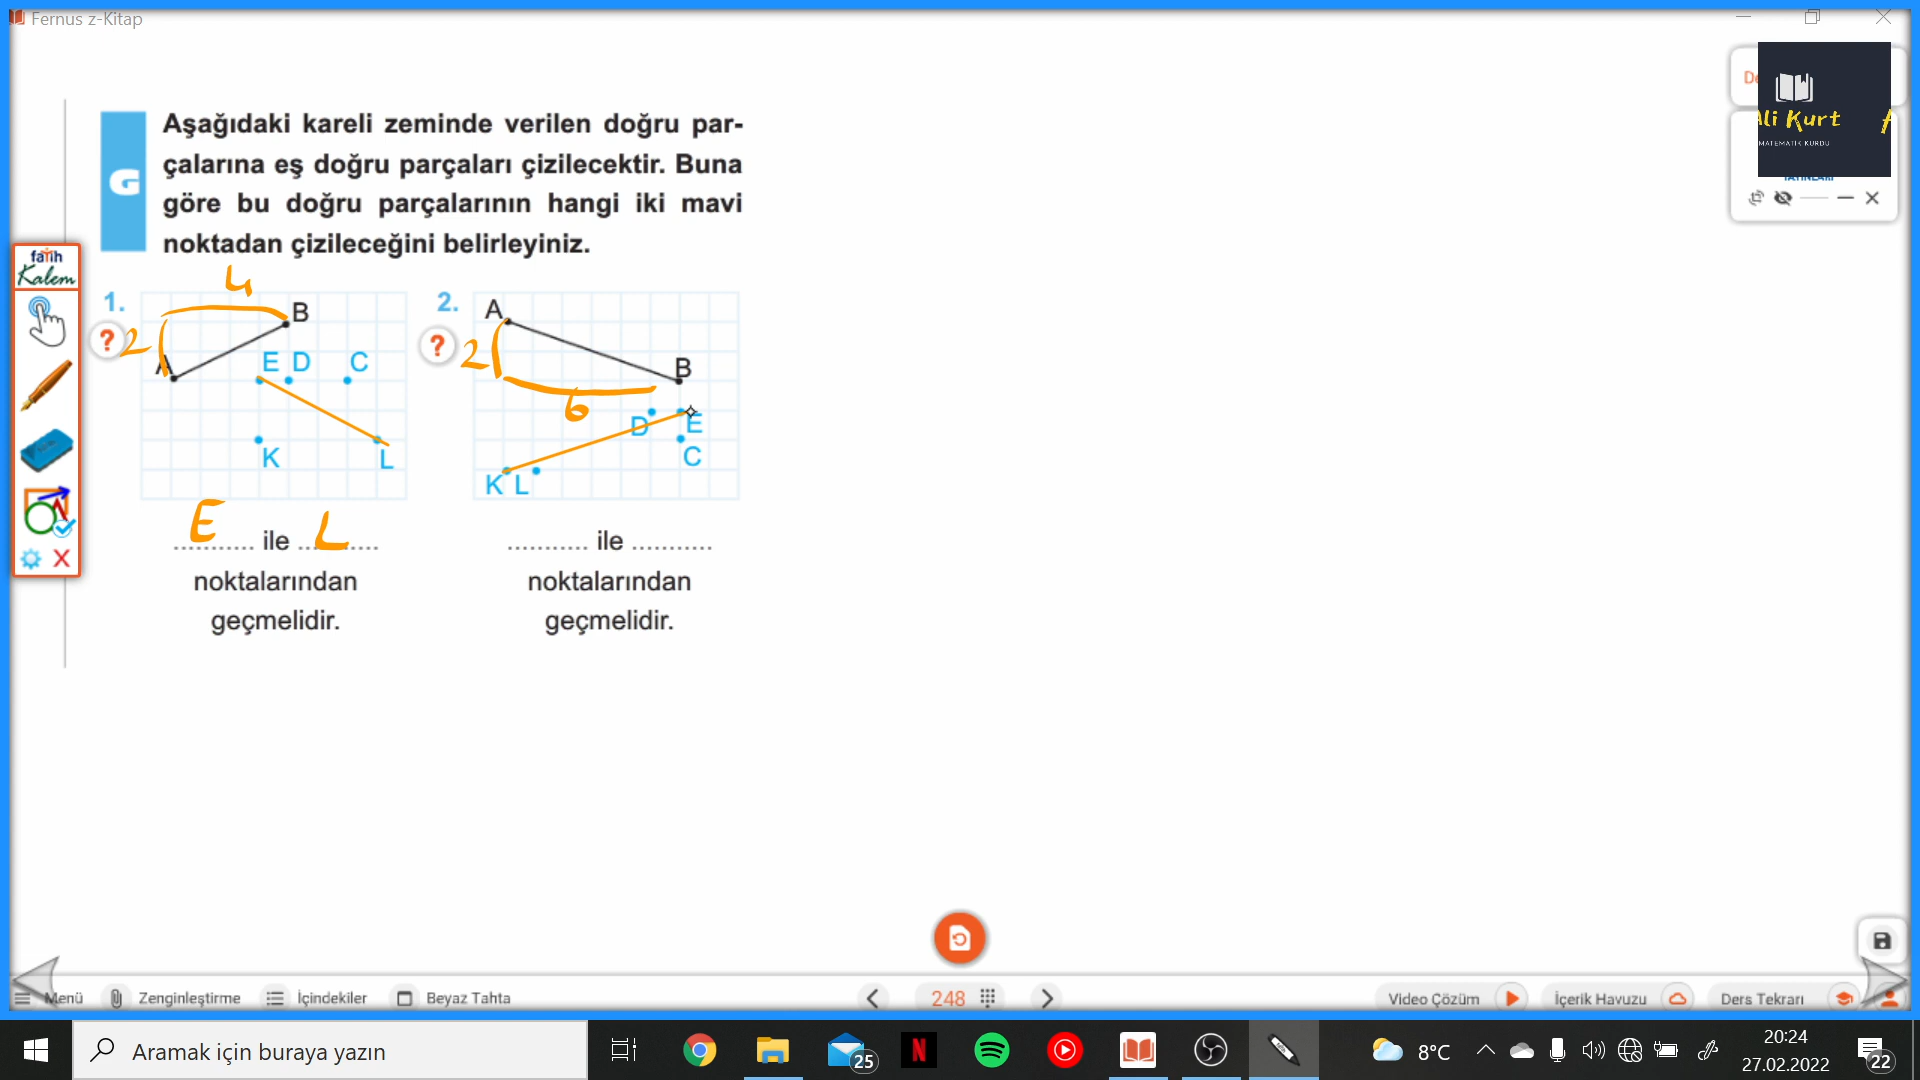 Fernus z-Kitap
De
Ali Kurt
MATEMATİK KURDU
G
Aşağıdaki kareli zeminde verilen doğru par-
çalarına eş doğru parçaları çizilecektir. Buna
göre bu doğru parçalarının hangi iki mavi
noktadan çizileceğini belirleyiniz.
fatih
Kalem
1.
?
4
2
A
B
E D C
K
L
E ile L
noktalarından
geçmelidir.
2.
?
A
2
B
6
D
E
C
K L
........... ile ...........
noktalarından
geçmelidir.
Menü
Zenginleştirme
İçindekiler
Beyaz Tahta
248
Video Çözüm
İçerik Havuzu
Ders Tekrarı
Aramak için buraya yazın
25
N
8°C
20:24
27.02.2022
22